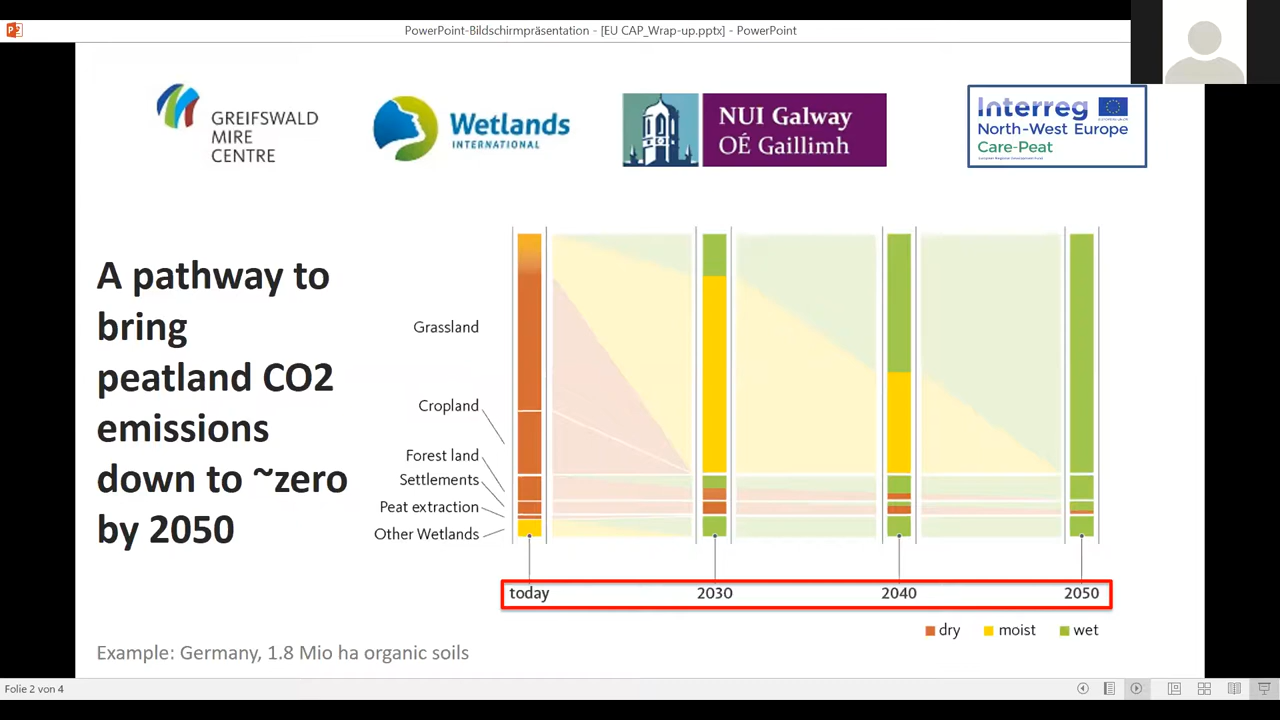 PowerPoint-Bildschirmpräsentation - [EU CAP_Wrap-up.pptx] - PowerPoint
GREIFSWALD
MIRE
CENTRE
Wetlands
INTERNATIONAL
NUI Galway
OÉ Gaillimh
Interreg
North-West Europe
Care-Peat
A pathway to
bring
peatland CO2
emissions
down to ~zero
by 2050
Grassland
Cropland
Forest land
Settlements
Peat extraction
Other Wetlands
today 2030 2040 2050
dry moist wet
Example: Germany, 1.8 Mio ha organic soils
Folie 2 von 4